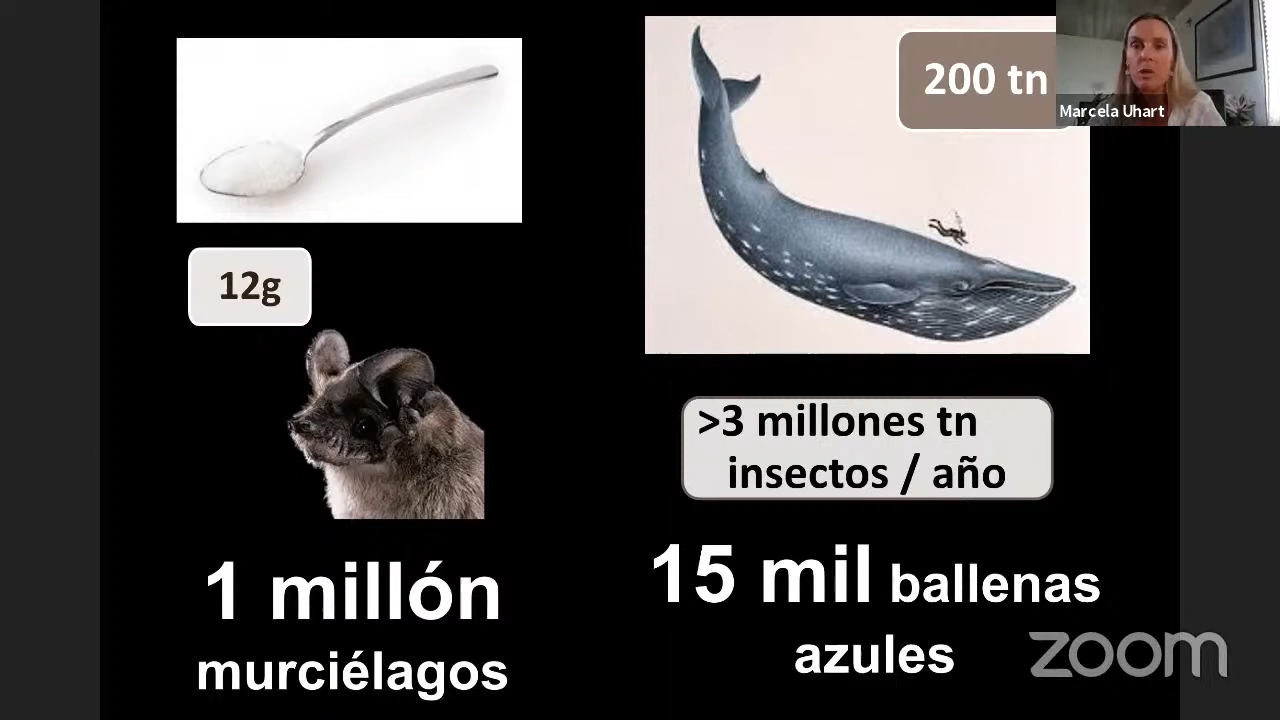 200 tn
Marcela Uhart
12g
>3 millones tn
insectos / año
1 millón
murciélagos
15 mil ballenas
azules
zoom